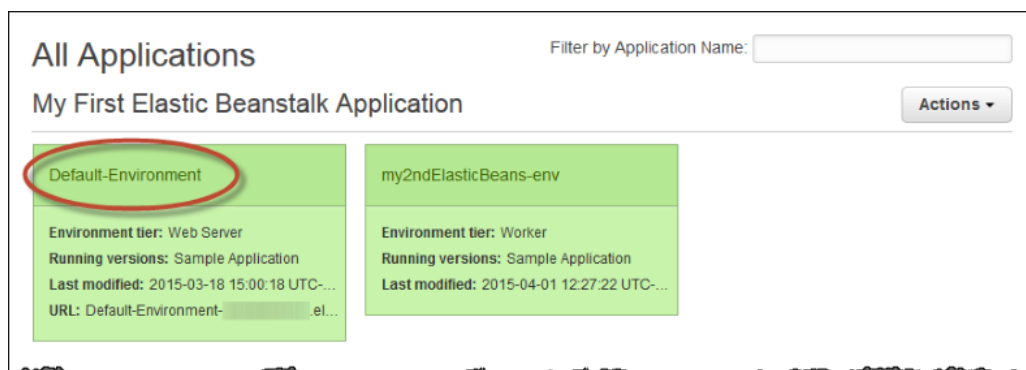 All Applications
Filter by Application Name:
My First Elastic Beanstalk Application
Actions
Default-Environment
Environment tier: Web Server
Running versions: Sample Application
Last modified: 2015-03-18 15:00:18 UTC-...
URL: Default-Environment- .el...
my2ndElasticBeans-env
Environment tier: Worker
Running versions: Sample Application
Last modified: 2015-04-01 12:27:22 UTC-...